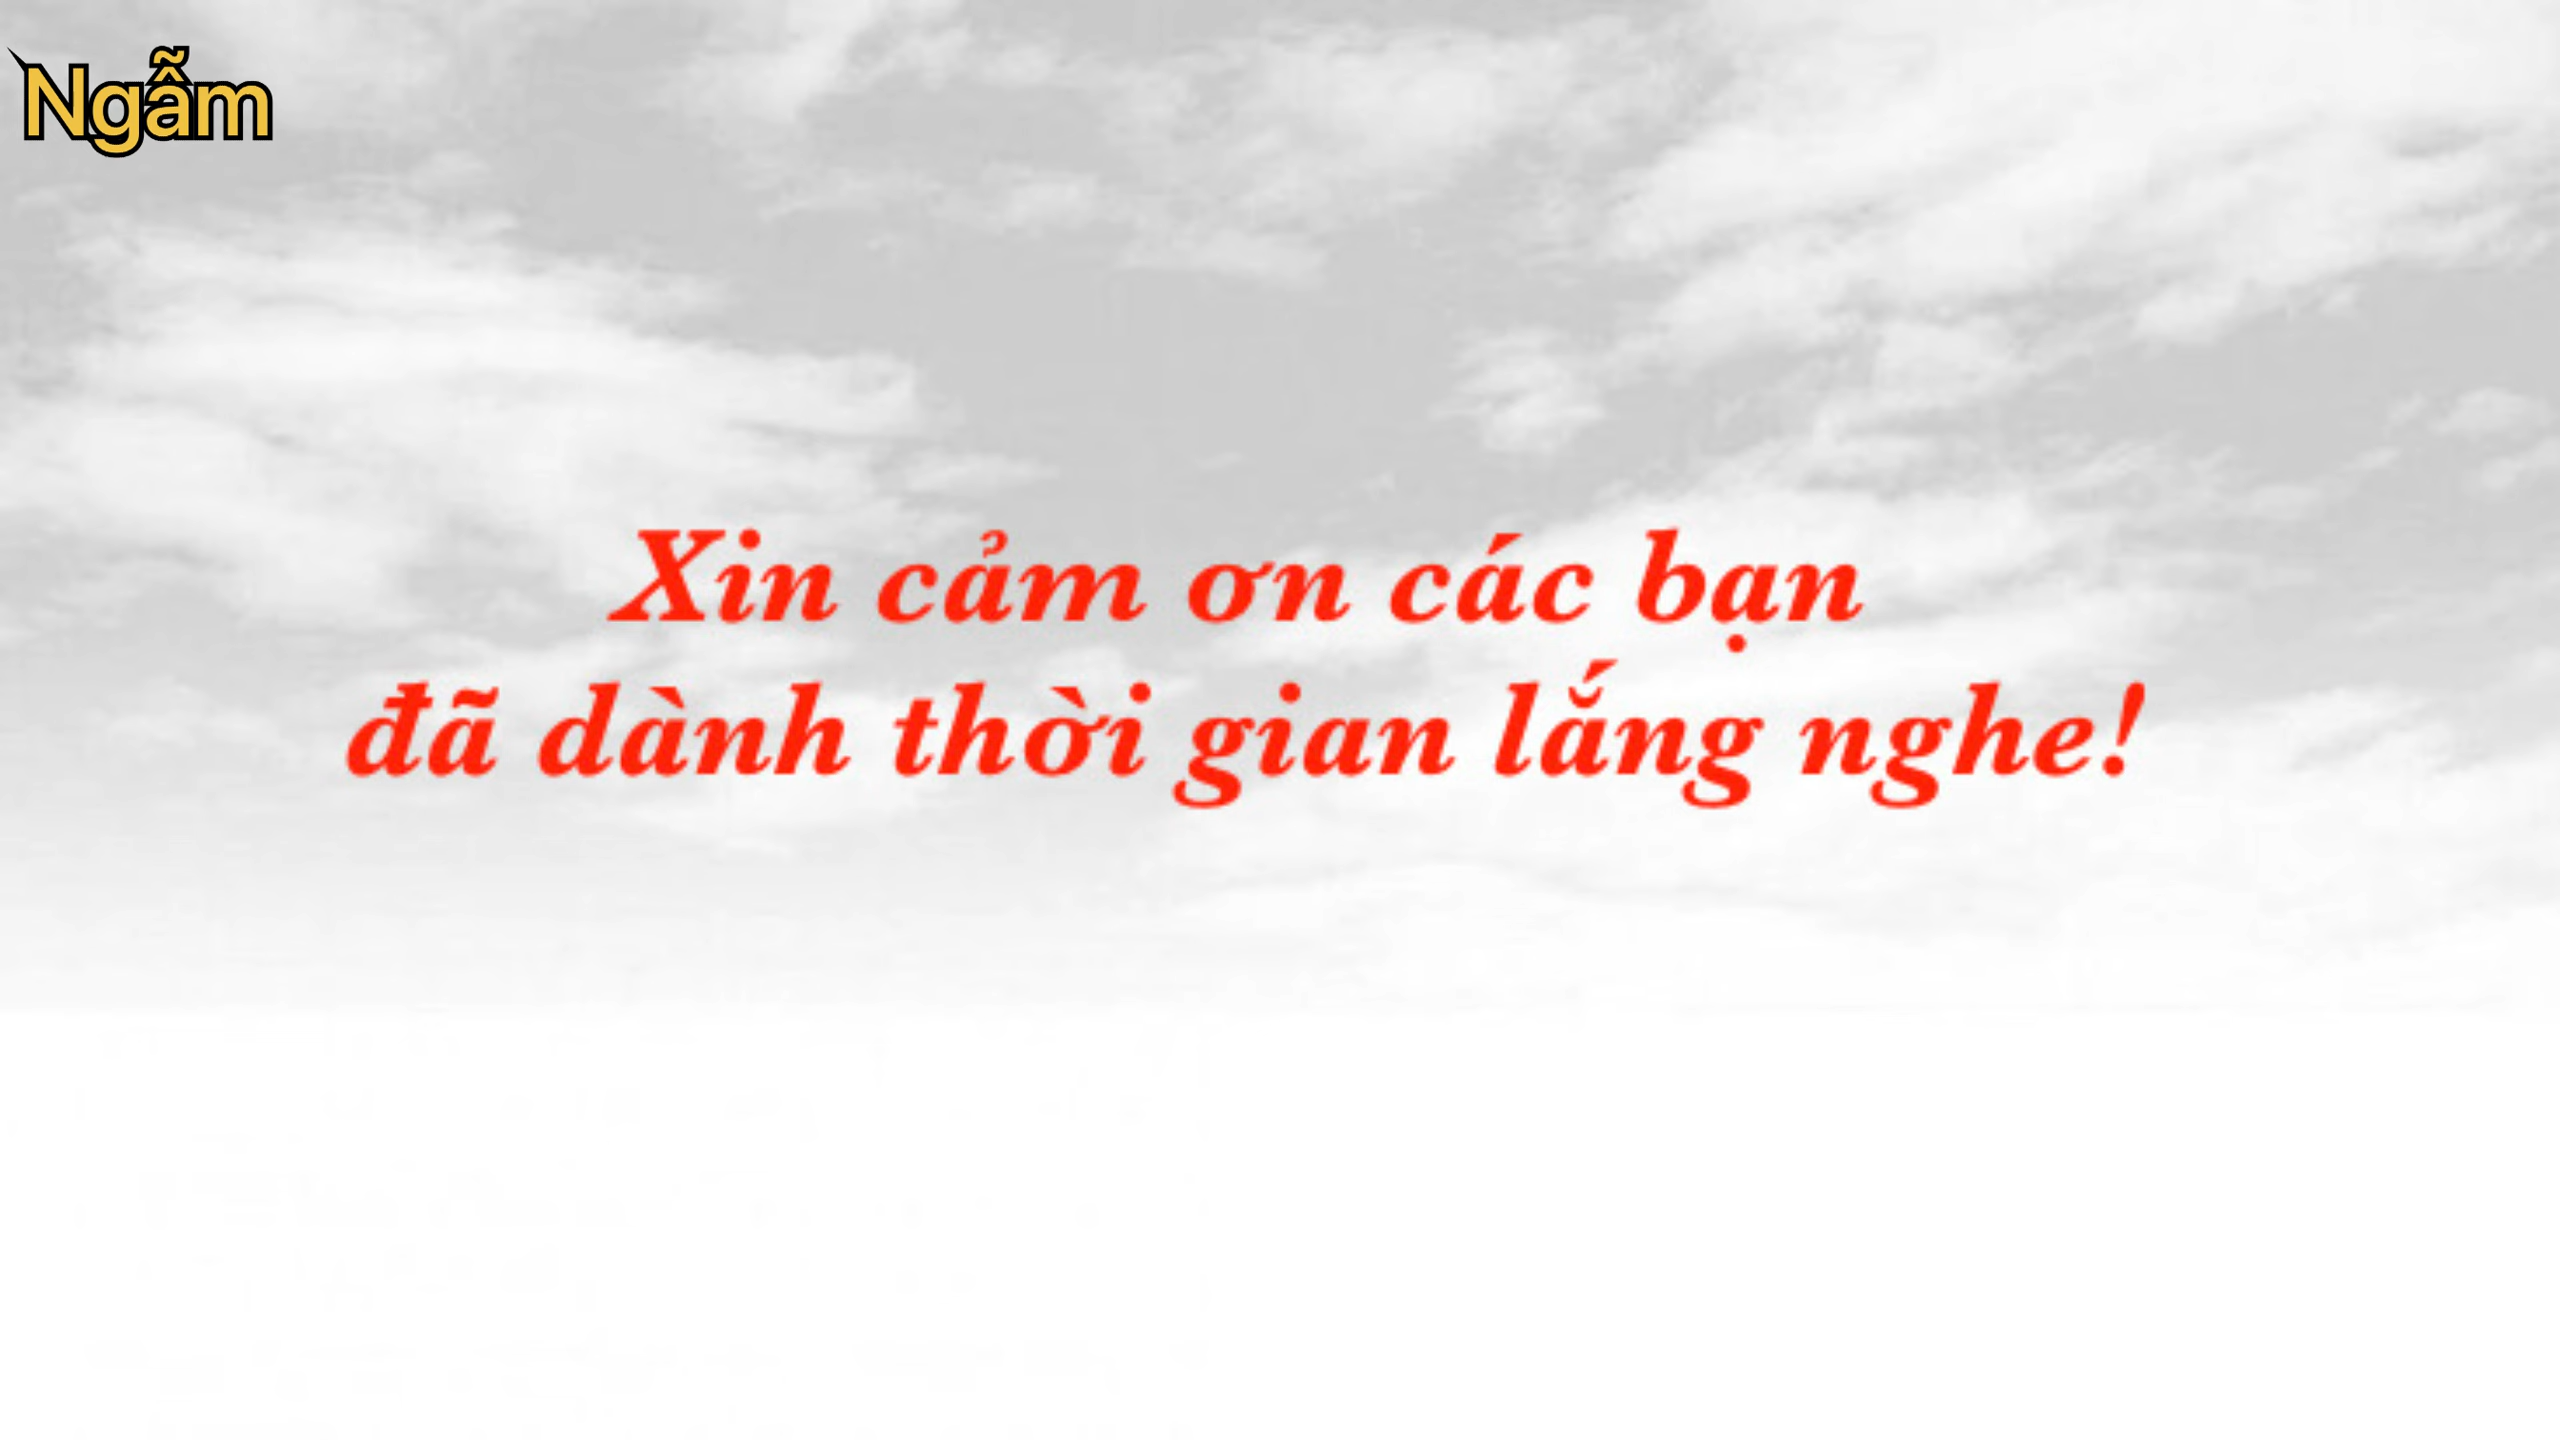 Ngẫm
Xin cảm ơn các bạn
đã dành thời gian lắng nghe!